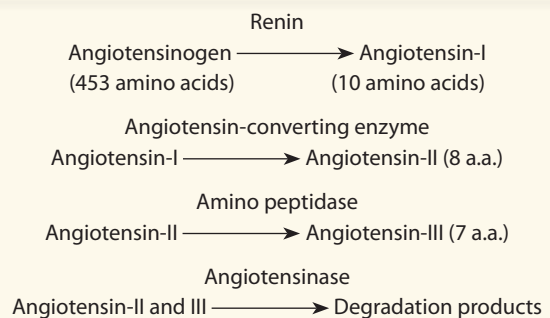 Renin
Angiotensinogen ⟶ Angiotensin-I
(453 amino acids) (10 amino acids)
Angiotensin-converting enzyme
Angiotensin-I ⟶ Angiotensin-II (8 a.a.)
Amino peptidase
Angiotensin-II ⟶ Angiotensin-III (7 a.a.)
Angiotensinase
Angiotensin-II and III ⟶ Degradation products